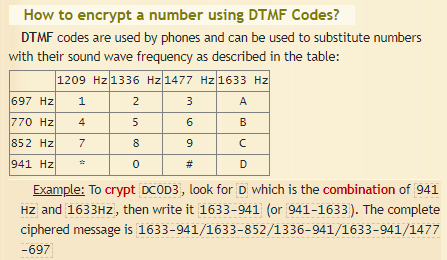 How to encrypt a number using DTMF Codes?
DTMF codes are used by phones and can be used to substitute numbers
with their sound wave frequency as described in the table:
1209 Hz 1336 Hz 1477 Hz 1633 Hz
697 Hz 1 2 3 A
770 Hz 4 5 6 B
852 Hz 7 8 9 C
941 Hz * 0 # D
Example: To crypt DC0D3, look for D which is the combination of 941
Hz and 1633Hz, then write it 1633-941 (or 941-1633). The complete
ciphered message is 1633-941/1633-852/1336-941/1633-941/1477
-697